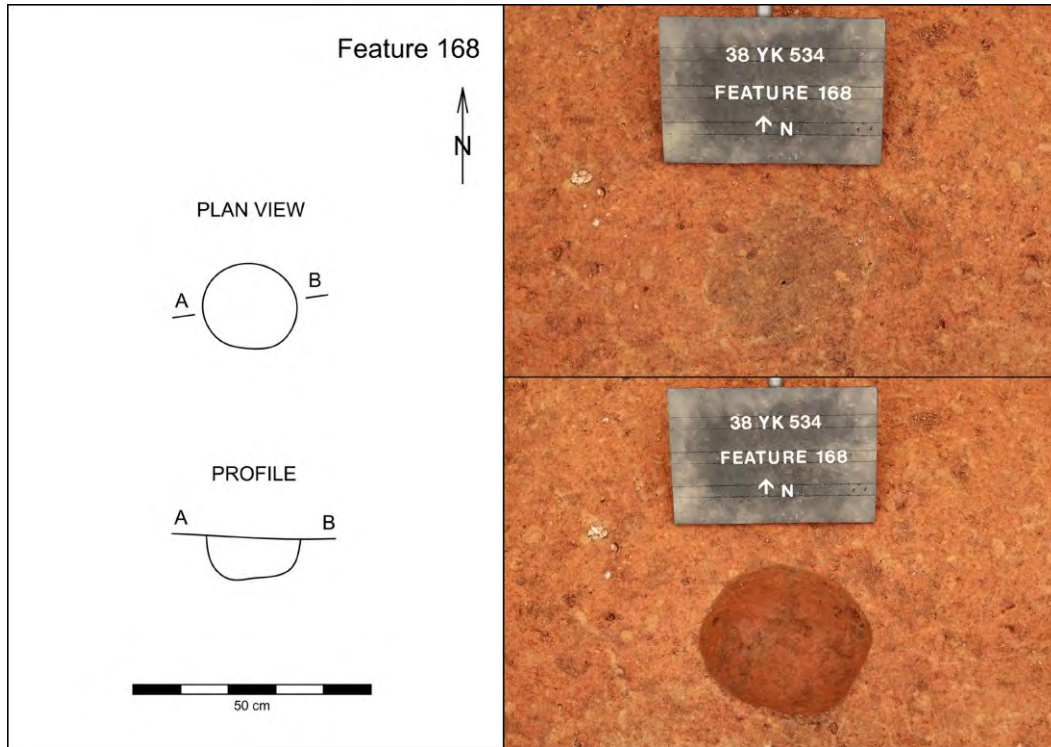 Feature 168
N
PLAN VIEW
A
B
PROFILE
A
B
50 cm
38 YK 534
FEATURE 168
↑ N
38 YK 534
FEATURE 168
↑ N